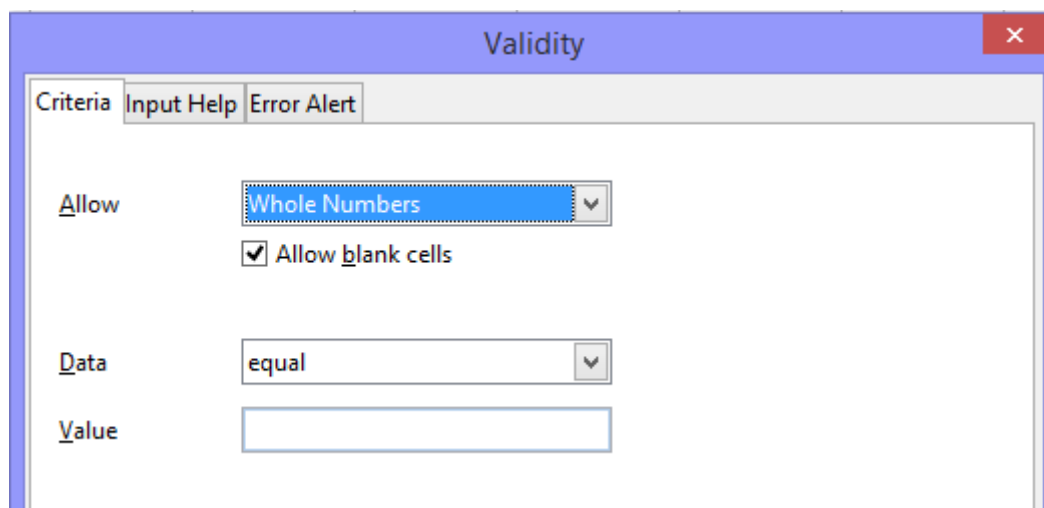 Validity
Criteria Input Help Error Alert
Allow Whole Numbers
Allow blank cells
Data equal
Value